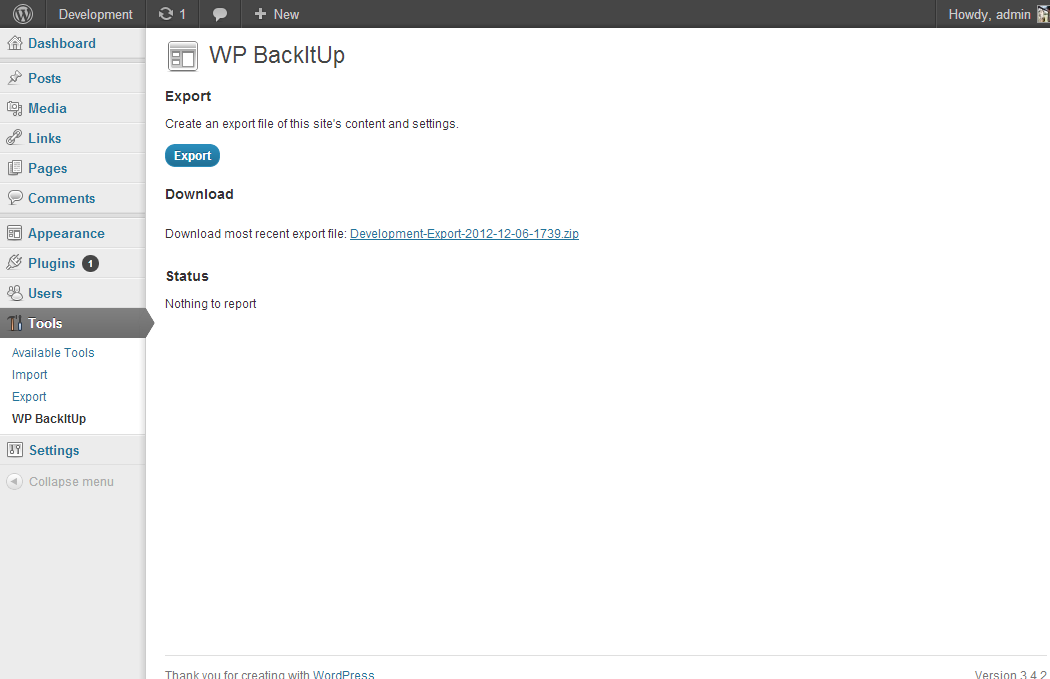 Development 1 New Howdy, admin
Dashboard
Posts
Media
Links
Pages
Comments
Appearance
Plugins 1
Users
Tools
Available Tools
Import
Export
WP BackItUp
Settings
Collapse menu
WP BackItUp
Export
Create an export file of this site's content and settings.
Export
Download
Download most recent export file: Development-Export-2012-12-06-1739.zip
Status
Nothing to report
Thank you for creating with WordPress
Version 3.4.2